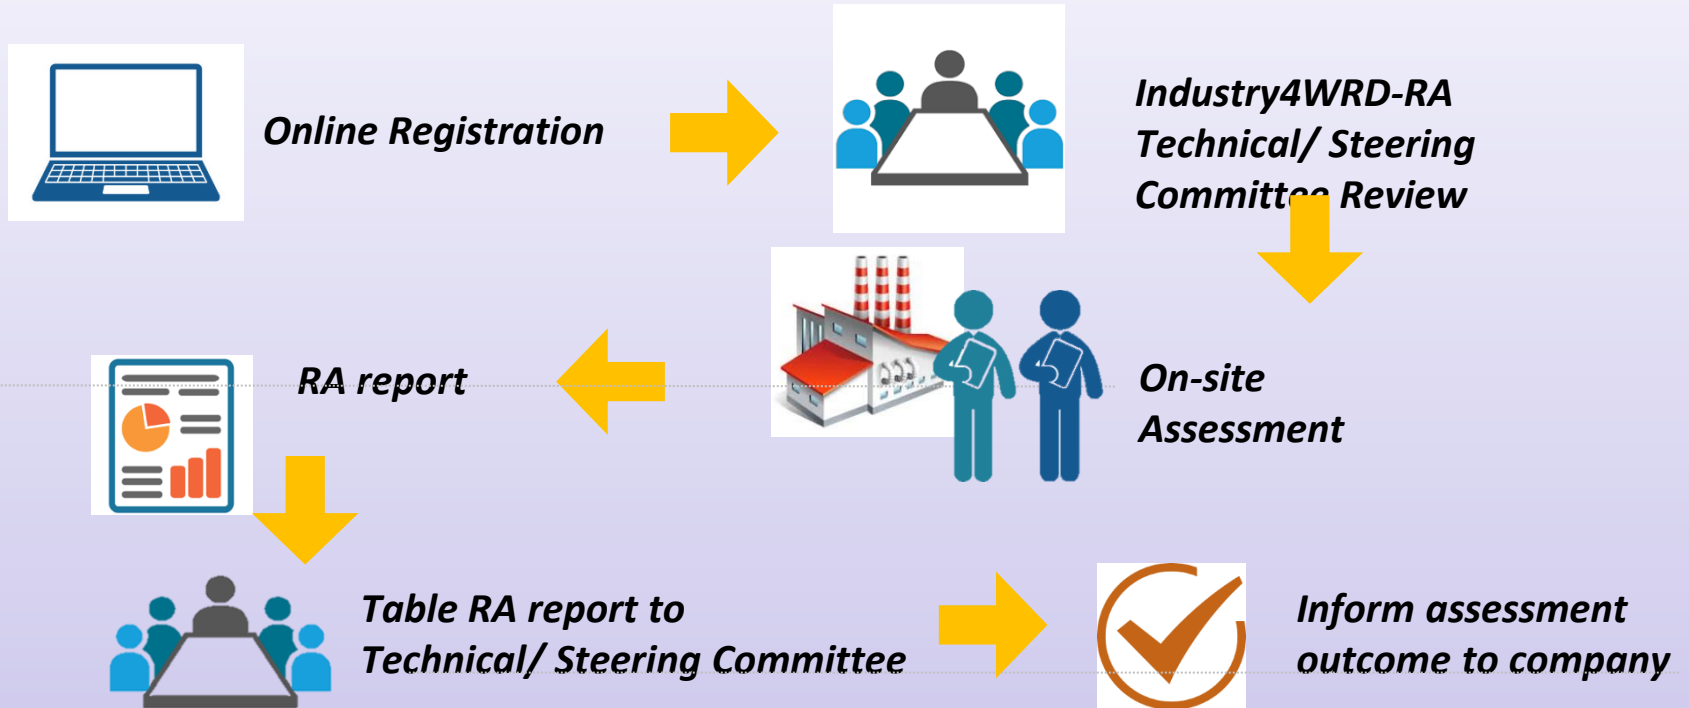 Online Registration
Industry4WRD-RA
Technical/ Steering
Committee Review
On-site
Assessment
RA report
Table RA report to
Technical/ Steering Committee
Inform assessment
outcome to company